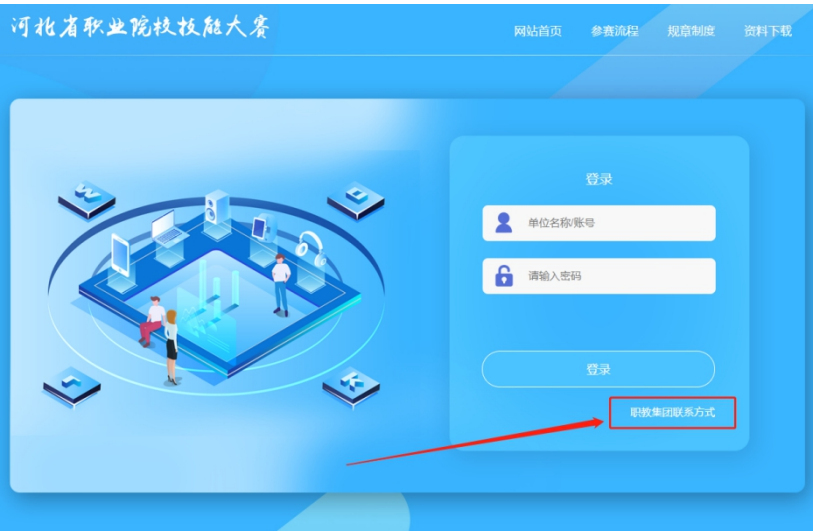 河北省职业院校技能大赛
网站首页 参赛流程 规章制度 资料下载
登录
单位名称/账号
请输入密码
登录
职教集团联系方式
W
O
K